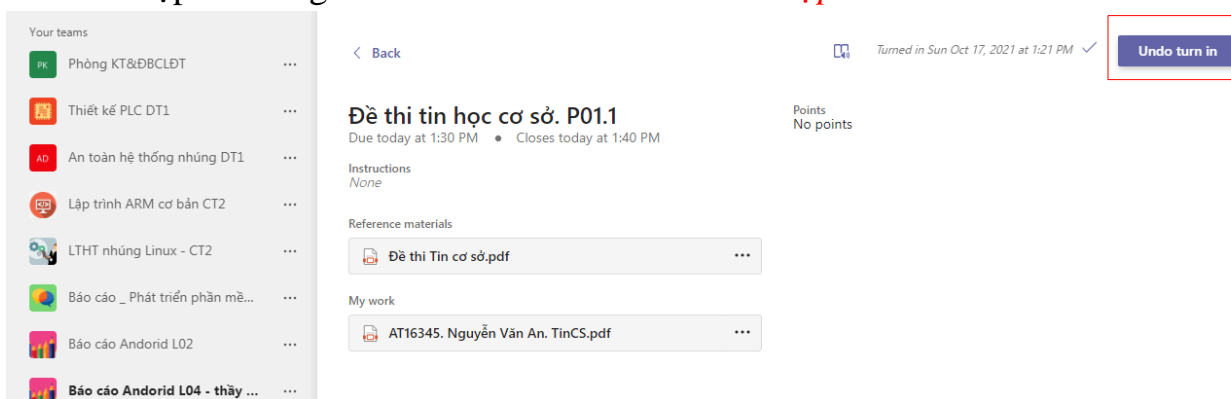 Your teams
PK Phòng KT&ĐBCLĐT ...
Thiết kế PLC DT1 ...
AD An toàn hệ thống nhúng DT1 ...
Lập trình ARM cơ bản CT2 ...
LTHT nhúng Linux - CT2 ...
Báo cáo _ Phát triển phần mề... ...
Báo cáo Andorid L02 ...
Báo cáo Andorid L04 - thầy ... ...
< Back
Turned in Sun Oct 17, 2021 at 1:21 PM
Undo turn in
Đề thi tin học cơ sở. P01.1
Due today at 1:30 PM • Closes today at 1:40 PM
Points
No points
Instructions
None
Reference materials
Đề thi Tin cơ sở.pdf ...
My work
AT16345. Nguyễn Văn An. TinCS.pdf ...